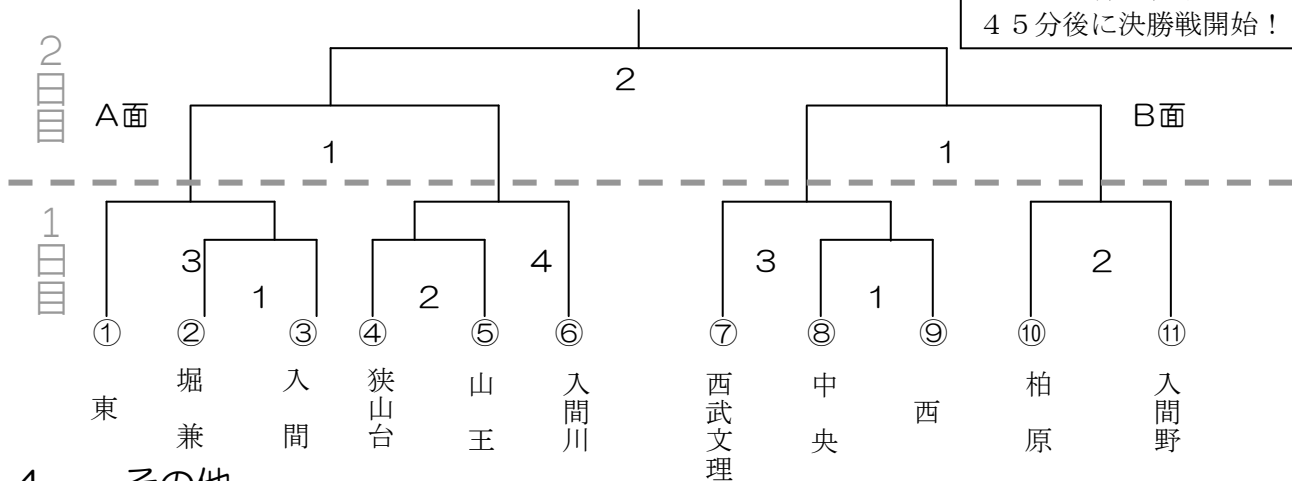 45分後に決勝戦開始！
2日目
2
A面
B面
1
1
1日目
3
4
3
2
1
2
1
① ② ③ ④ ⑤ ⑥ ⑦ ⑧ ⑨ ⑩ ⑪
東
堀兼
入間
狭山台
山王
入間川
西武文理
中央
西
柏原
入間野